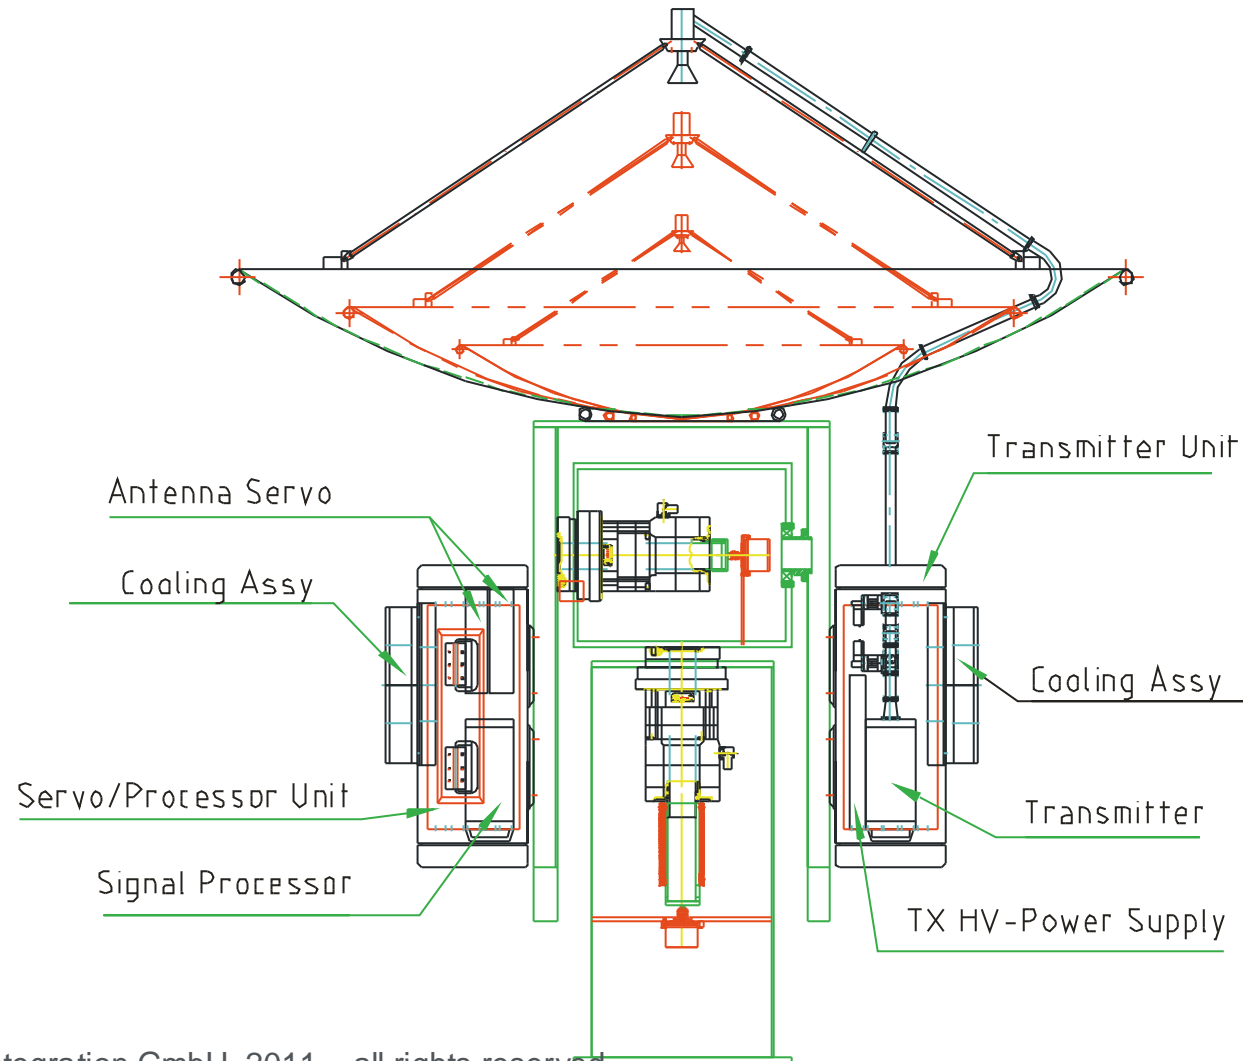 Transmitter Unit
Antenna Servo
Cooling Assy
Cooling Assy
Servo/Processor Unit
Transmitter
Signal Processor
TX HV-Power Supply
GmbH, 2011 – all rights reserved